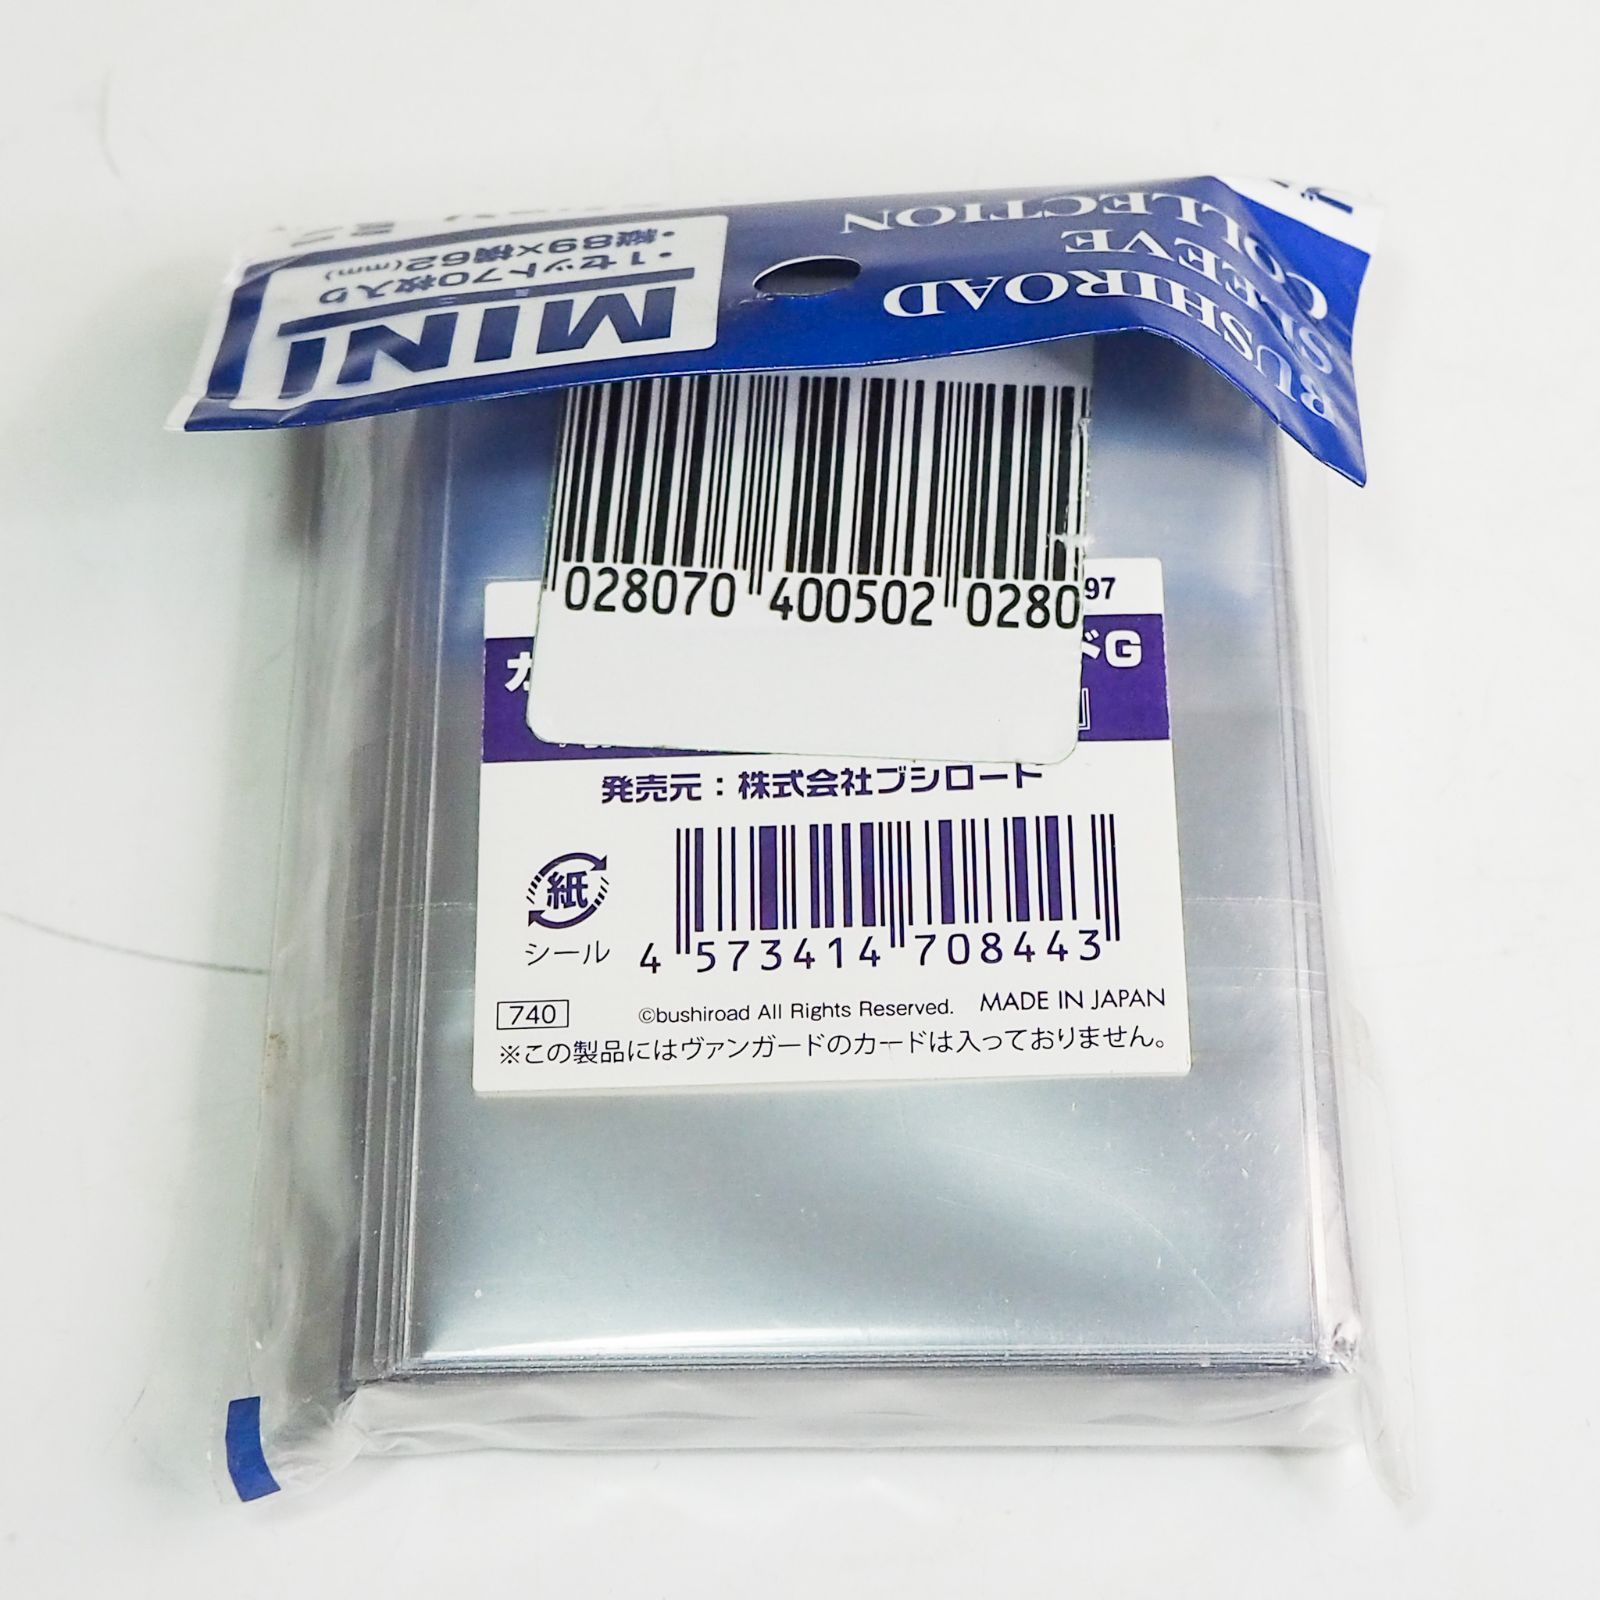 BUSHIROAD
SLEEVE
COLLECTION
MINI
・1セット70枚入り
・縦89×横62(mm)
028070 400502 0280
97
ドG
』
発売元：株式会社ブシロード
紙
シール
4 573414 708443
740
©bushiroad All Rights Reserved. MADE IN JAPAN
※この製品にはヴァンガードのカードは入っておりません。